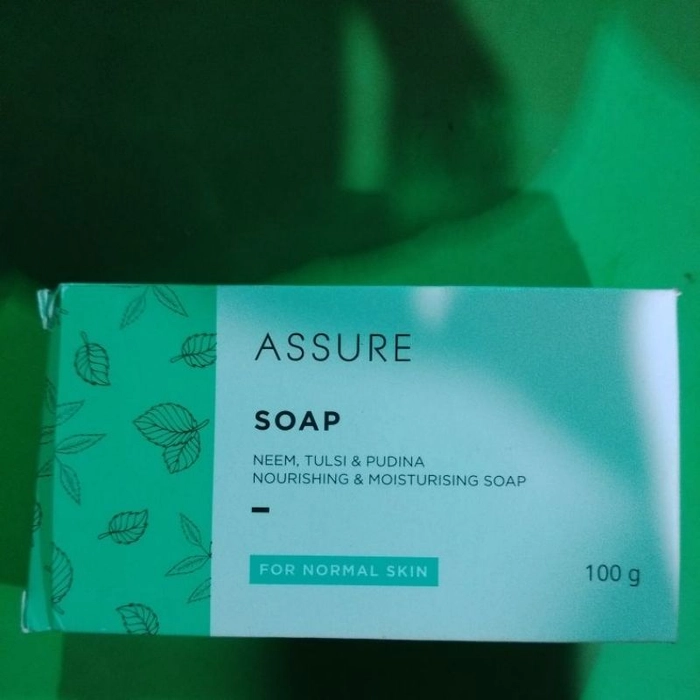 ASSURE
SOAP
NEEM, TULSI & PUDINA
NOURISHING & MOISTURISING SOAP
FOR NORMAL SKIN
100 g